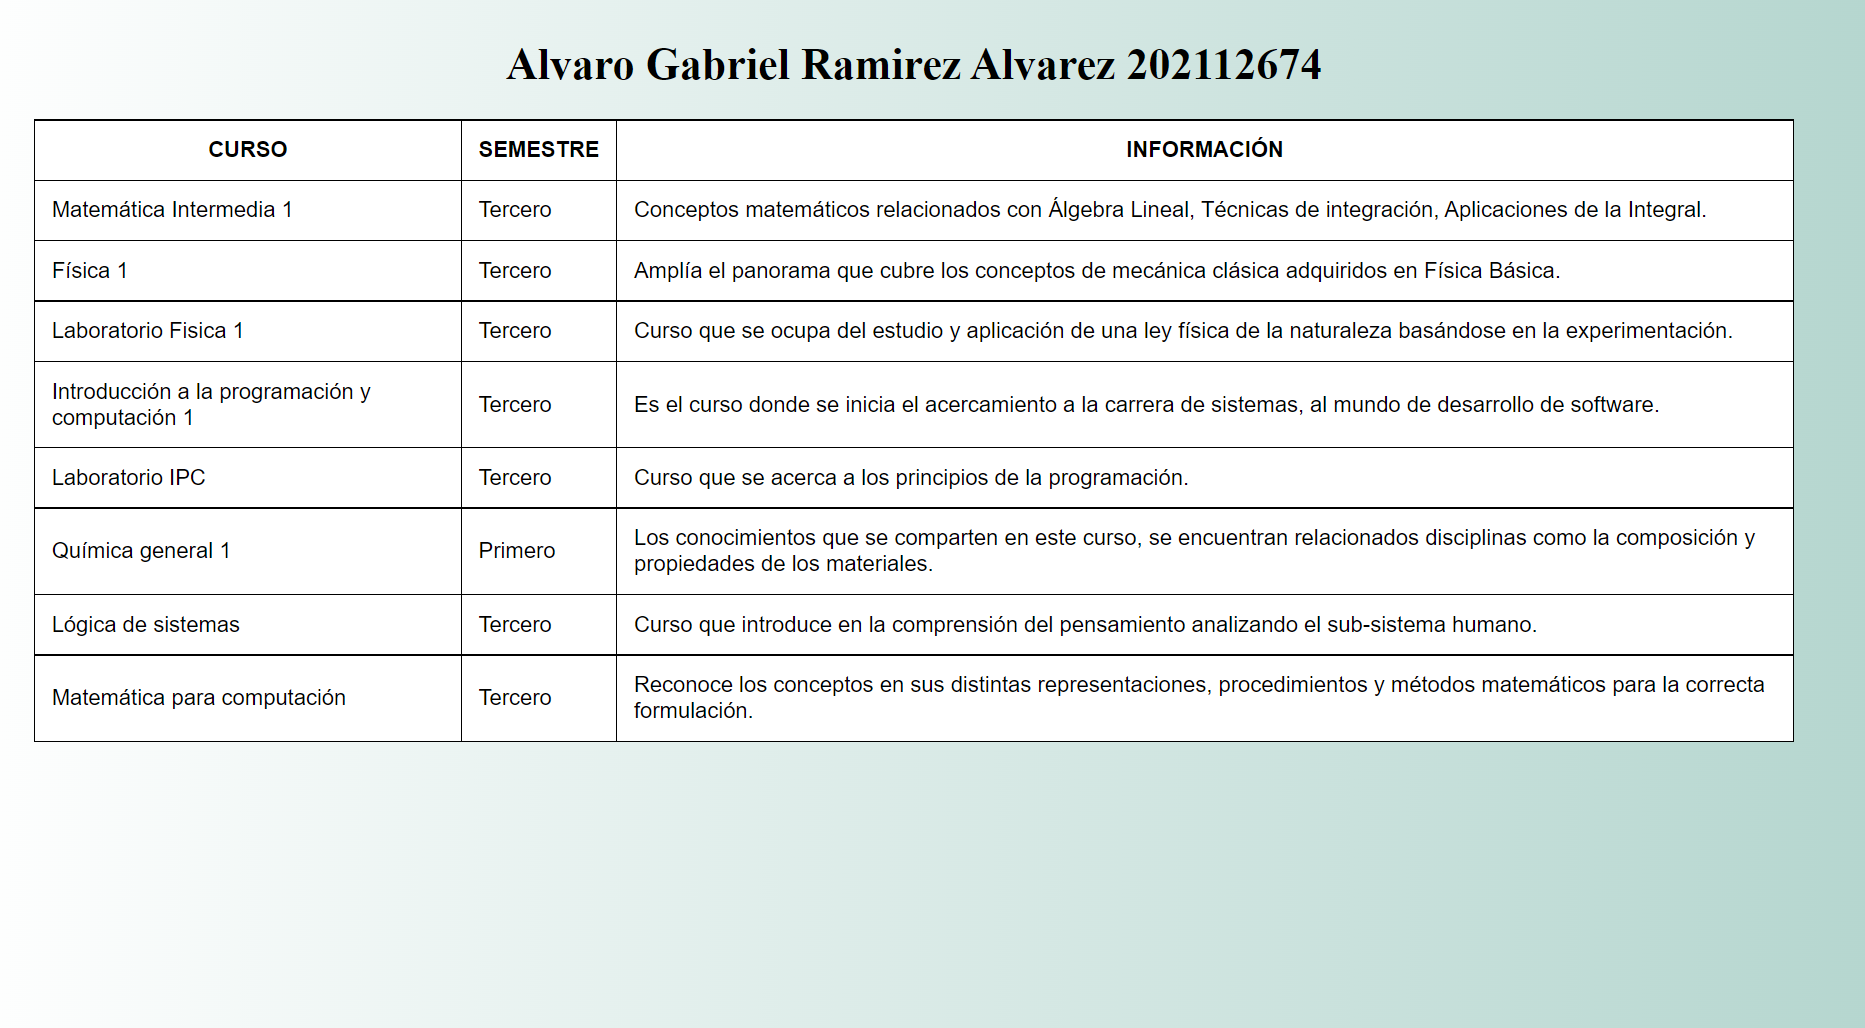 Alvaro Gabriel Ramirez Alvarez 202112674
CURSO SEMESTRE INFORMACIÓN
Matemática Intermedia 1 Tercero Conceptos matemáticos relacionados con Álgebra Lineal, Técnicas de integración, Aplicaciones de la Integral.
Física 1 Tercero Amplía el panorama que cubre los conceptos de mecánica clásica adquiridos en Física Básica.
Laboratorio Fisica 1 Tercero Curso que se ocupa del estudio y aplicación de una ley física de la naturaleza basándose en la experimentación.
Introducción a la programación y
computación 1 Tercero Es el curso donde se inicia el acercamiento a la carrera de sistemas, al mundo de desarrollo de software.
Laboratorio IPC Tercero Curso que se acerca a los principios de la programación.
Química general 1 Primero Los conocimientos que se comparten en este curso, se encuentran relacionados disciplinas como la composición y
propiedades de los materiales.
Lógica de sistemas Tercero Curso que introduce en la comprensión del pensamiento analizando el sub-sistema humano.
Matemática para computación Tercero Reconoce los conceptos en sus distintas representaciones, procedimientos y métodos matemáticos para la correcta
formulación.